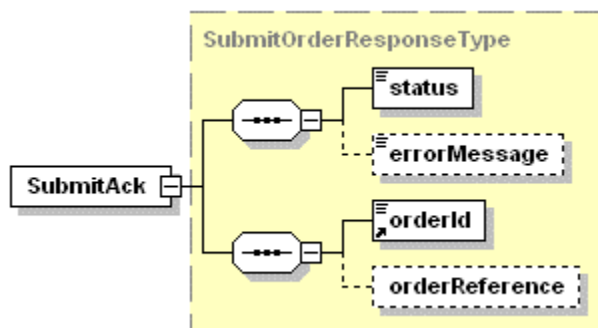 SubmitOrderResponseType
status
errorMessage
SubmitAck
orderId
orderReference